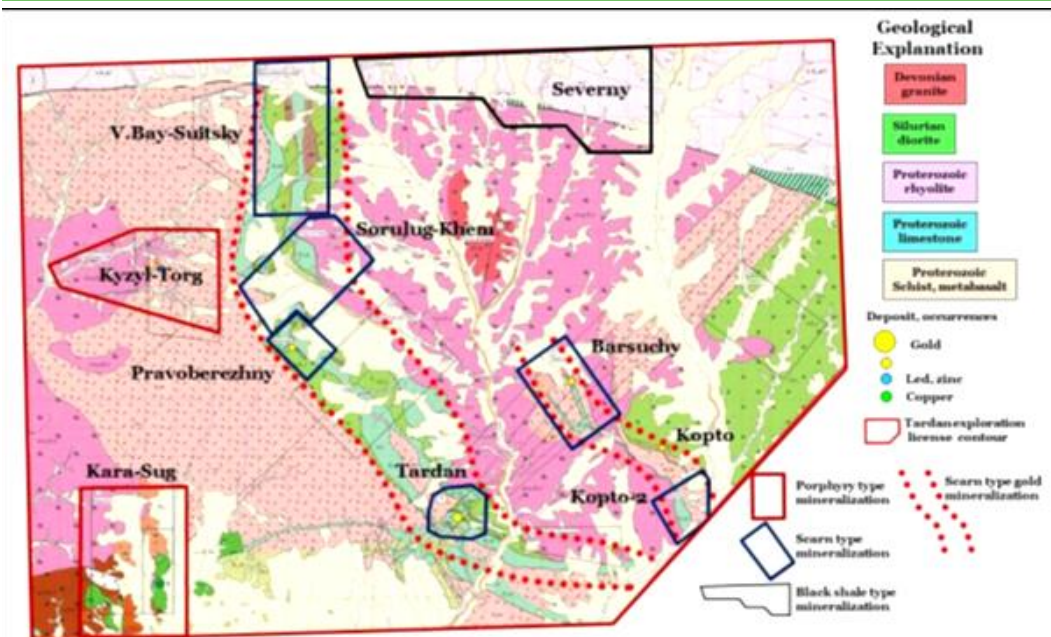 Geological
Explanation
Devonian
granite
Silurian
diorite
Proterozoic
rhyolite
Proterozoic
limestone
Proterozoic
Schist, metabasalt
Deposit, occurrences
Gold
Led, zinc
Copper
Tardan exploration
license contour
Porphyry type
mineralization
Scarn type gold
mineralization
Scarn type
mineralization
Black shale type
mineralization
Severny
V.Bay-Suitsky
Sorulug-Khem
Kyzyl-Torg
Pravoberezhny
Barsuchy
Kopto
Kara-Sug
Tardan
Kopto-2